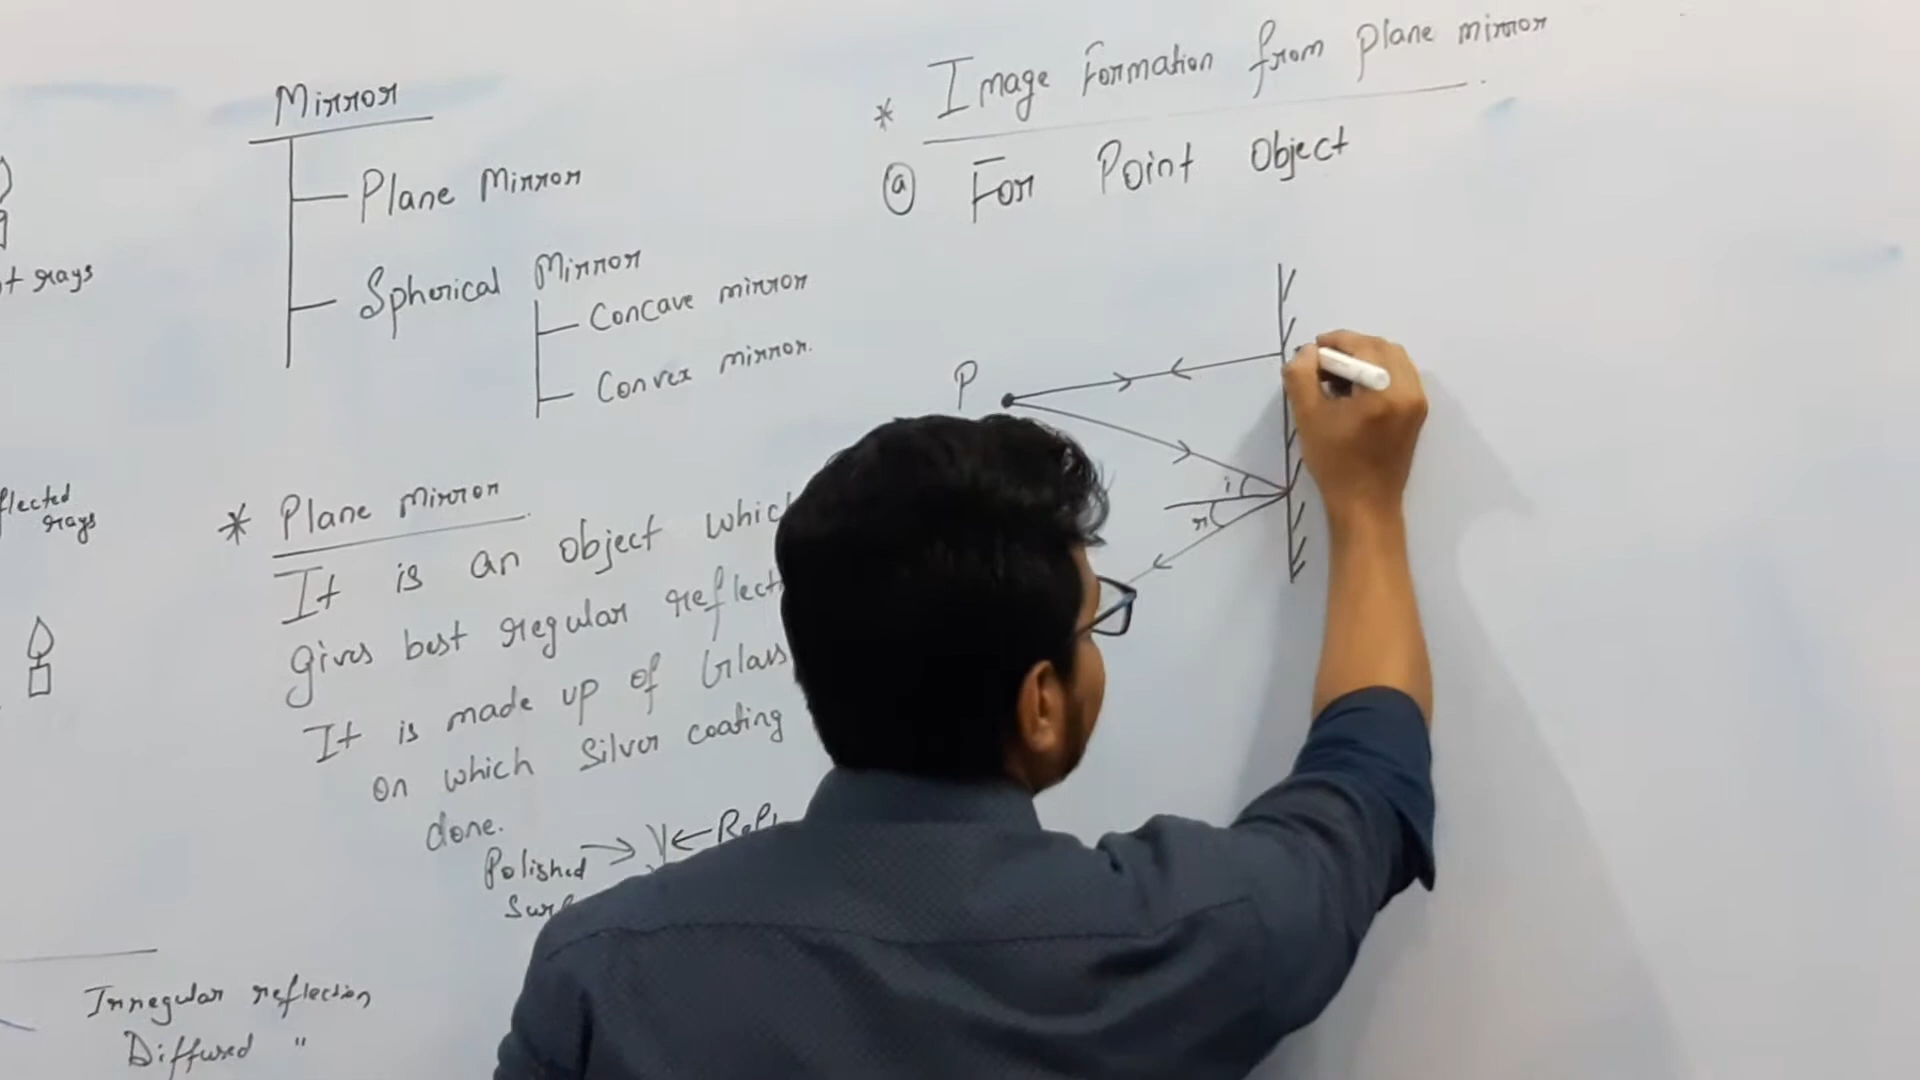 t rays
flected
rays
Mirror
Plane Mirror
Spherical Mirror
Concave mirror
Convex mirror.
* Plane Mirror
It is an object whic
gives best regular reflect
It is made up of Glass
on which Silver coating
done.
Polished
Surf
Irregular reflection
Diffused "
* Image Formation from Plane mirror
(a) For Point Object
P
i
r